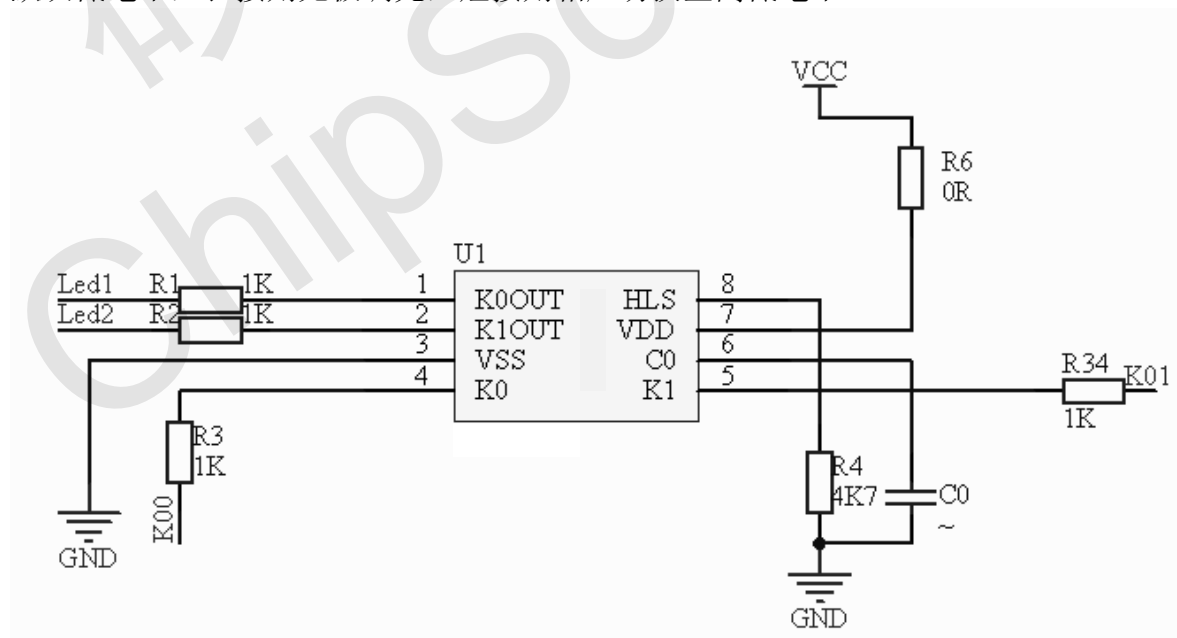 ChipSo
VCC
R6
0R
U1
Led1 R1 1K 1 K0OUT HLS 8
Led2 R2 1K 2 K1OUT VDD 7
3 VSS C0 6
4 K0 K1 5
R34 K01
1K
R3
1K
K00
R4
4K7
C0
~
GND
GND